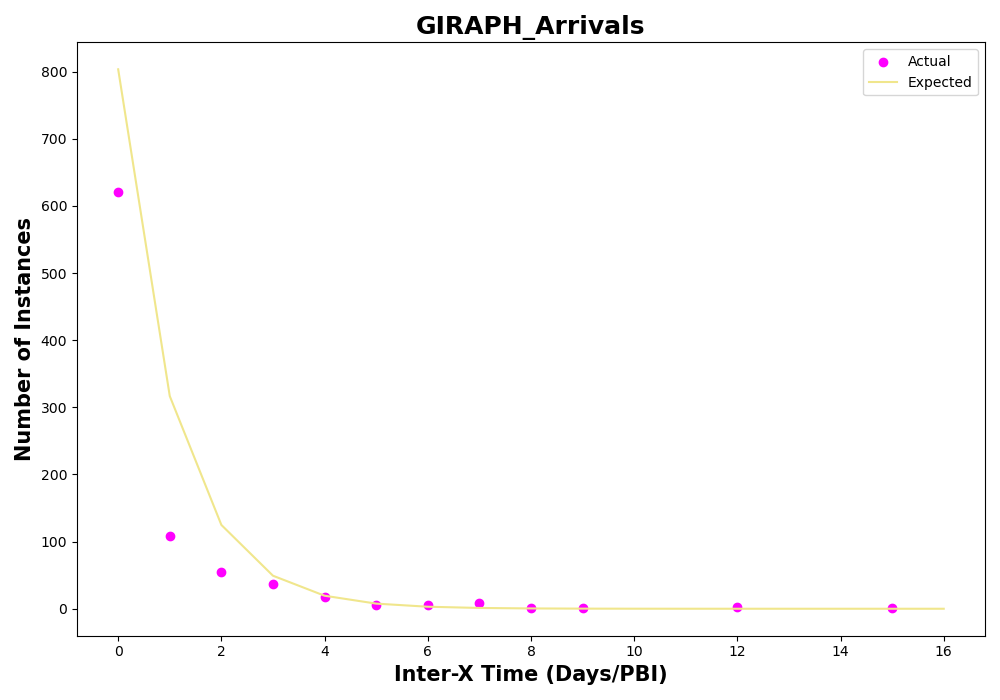 GIRAPH_Arrivals
Actual
Expected
Number of Instances
800
700
600
500
400
300
200
100
0
0 2 4 6 8 10 12 14 16
Inter-X Time (Days/PBI)